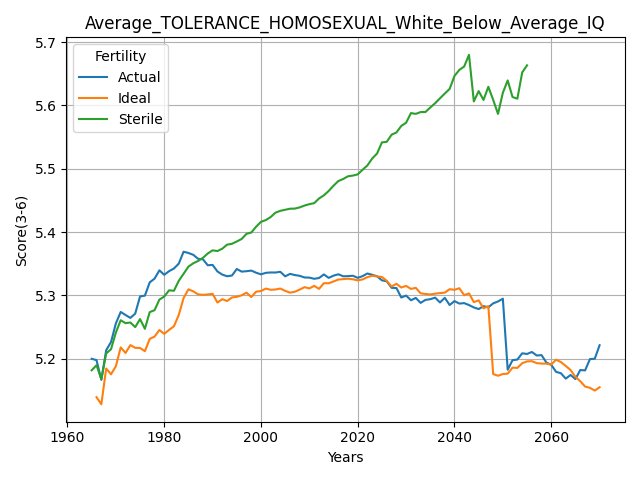 Average_TOLERANCE_HOMOSEXUAL_White_Below_Average_IQ
Fertility
Actual
Ideal
Sterile
Score(3-6)
5.7
5.6
5.5
5.4
5.3
5.2
1960
1980
2000
2020
2040
2060
Years